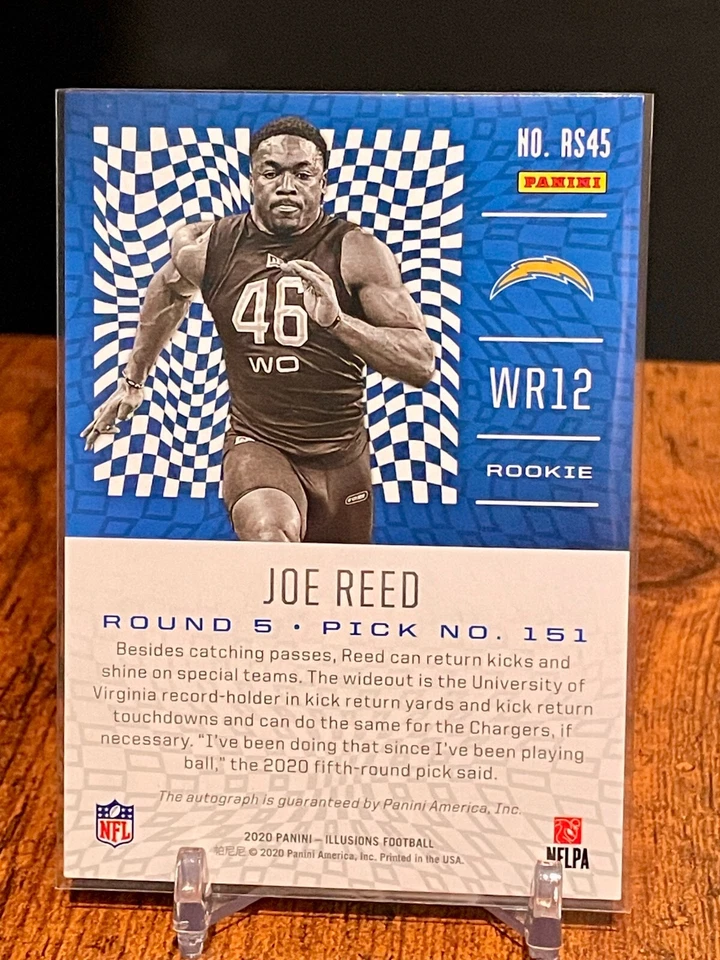 NO. RS45
PANINI
46
WO
WR12
ROOKIE
JOE REED
ROUND 5 • PICK NO. 151
Besides catching passes, Reed can return kicks and
shine on special teams. The wideout is the University of
Virginia record-holder in kick return yards and kick return
touchdowns and can do the same for the Chargers, if
necessary. “I’ve been doing that since I’ve been playing
ball,” the 2020 fifth-round pick said.
The autograph is guaranteed by Panini America, Inc.
NFL
2020 PANINI – ILLUSIONS FOOTBALL
帕尼尼 © 2020 Panini America, Inc. Printed in the USA.
NFLPA